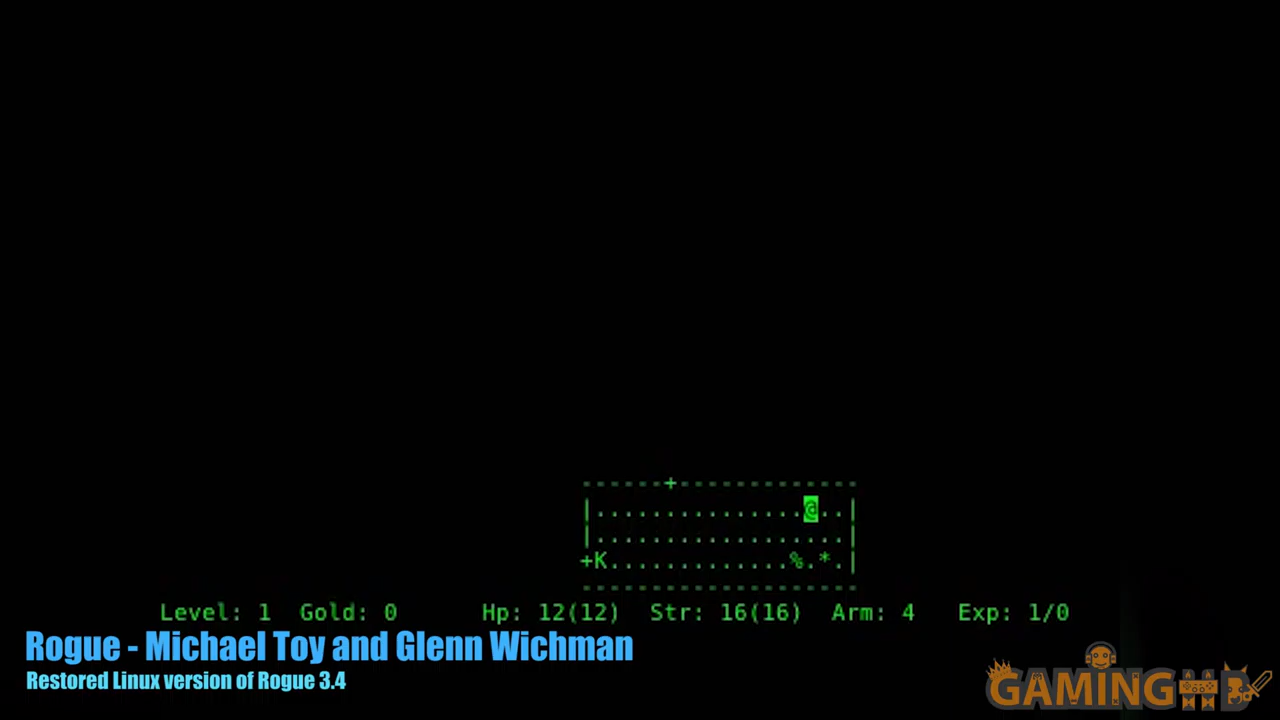 ------+------------
|..............@..|
|.................|
+K.............%.*.|
-------------------
Level: 1  Gold: 0      Hp: 12(12)  Str: 16(16)  Arm: 4   Exp: 1/0
Rogue - Michael Toy and Glenn Wichman
Restored Linux version of Rogue 3.4
GAMINGHD